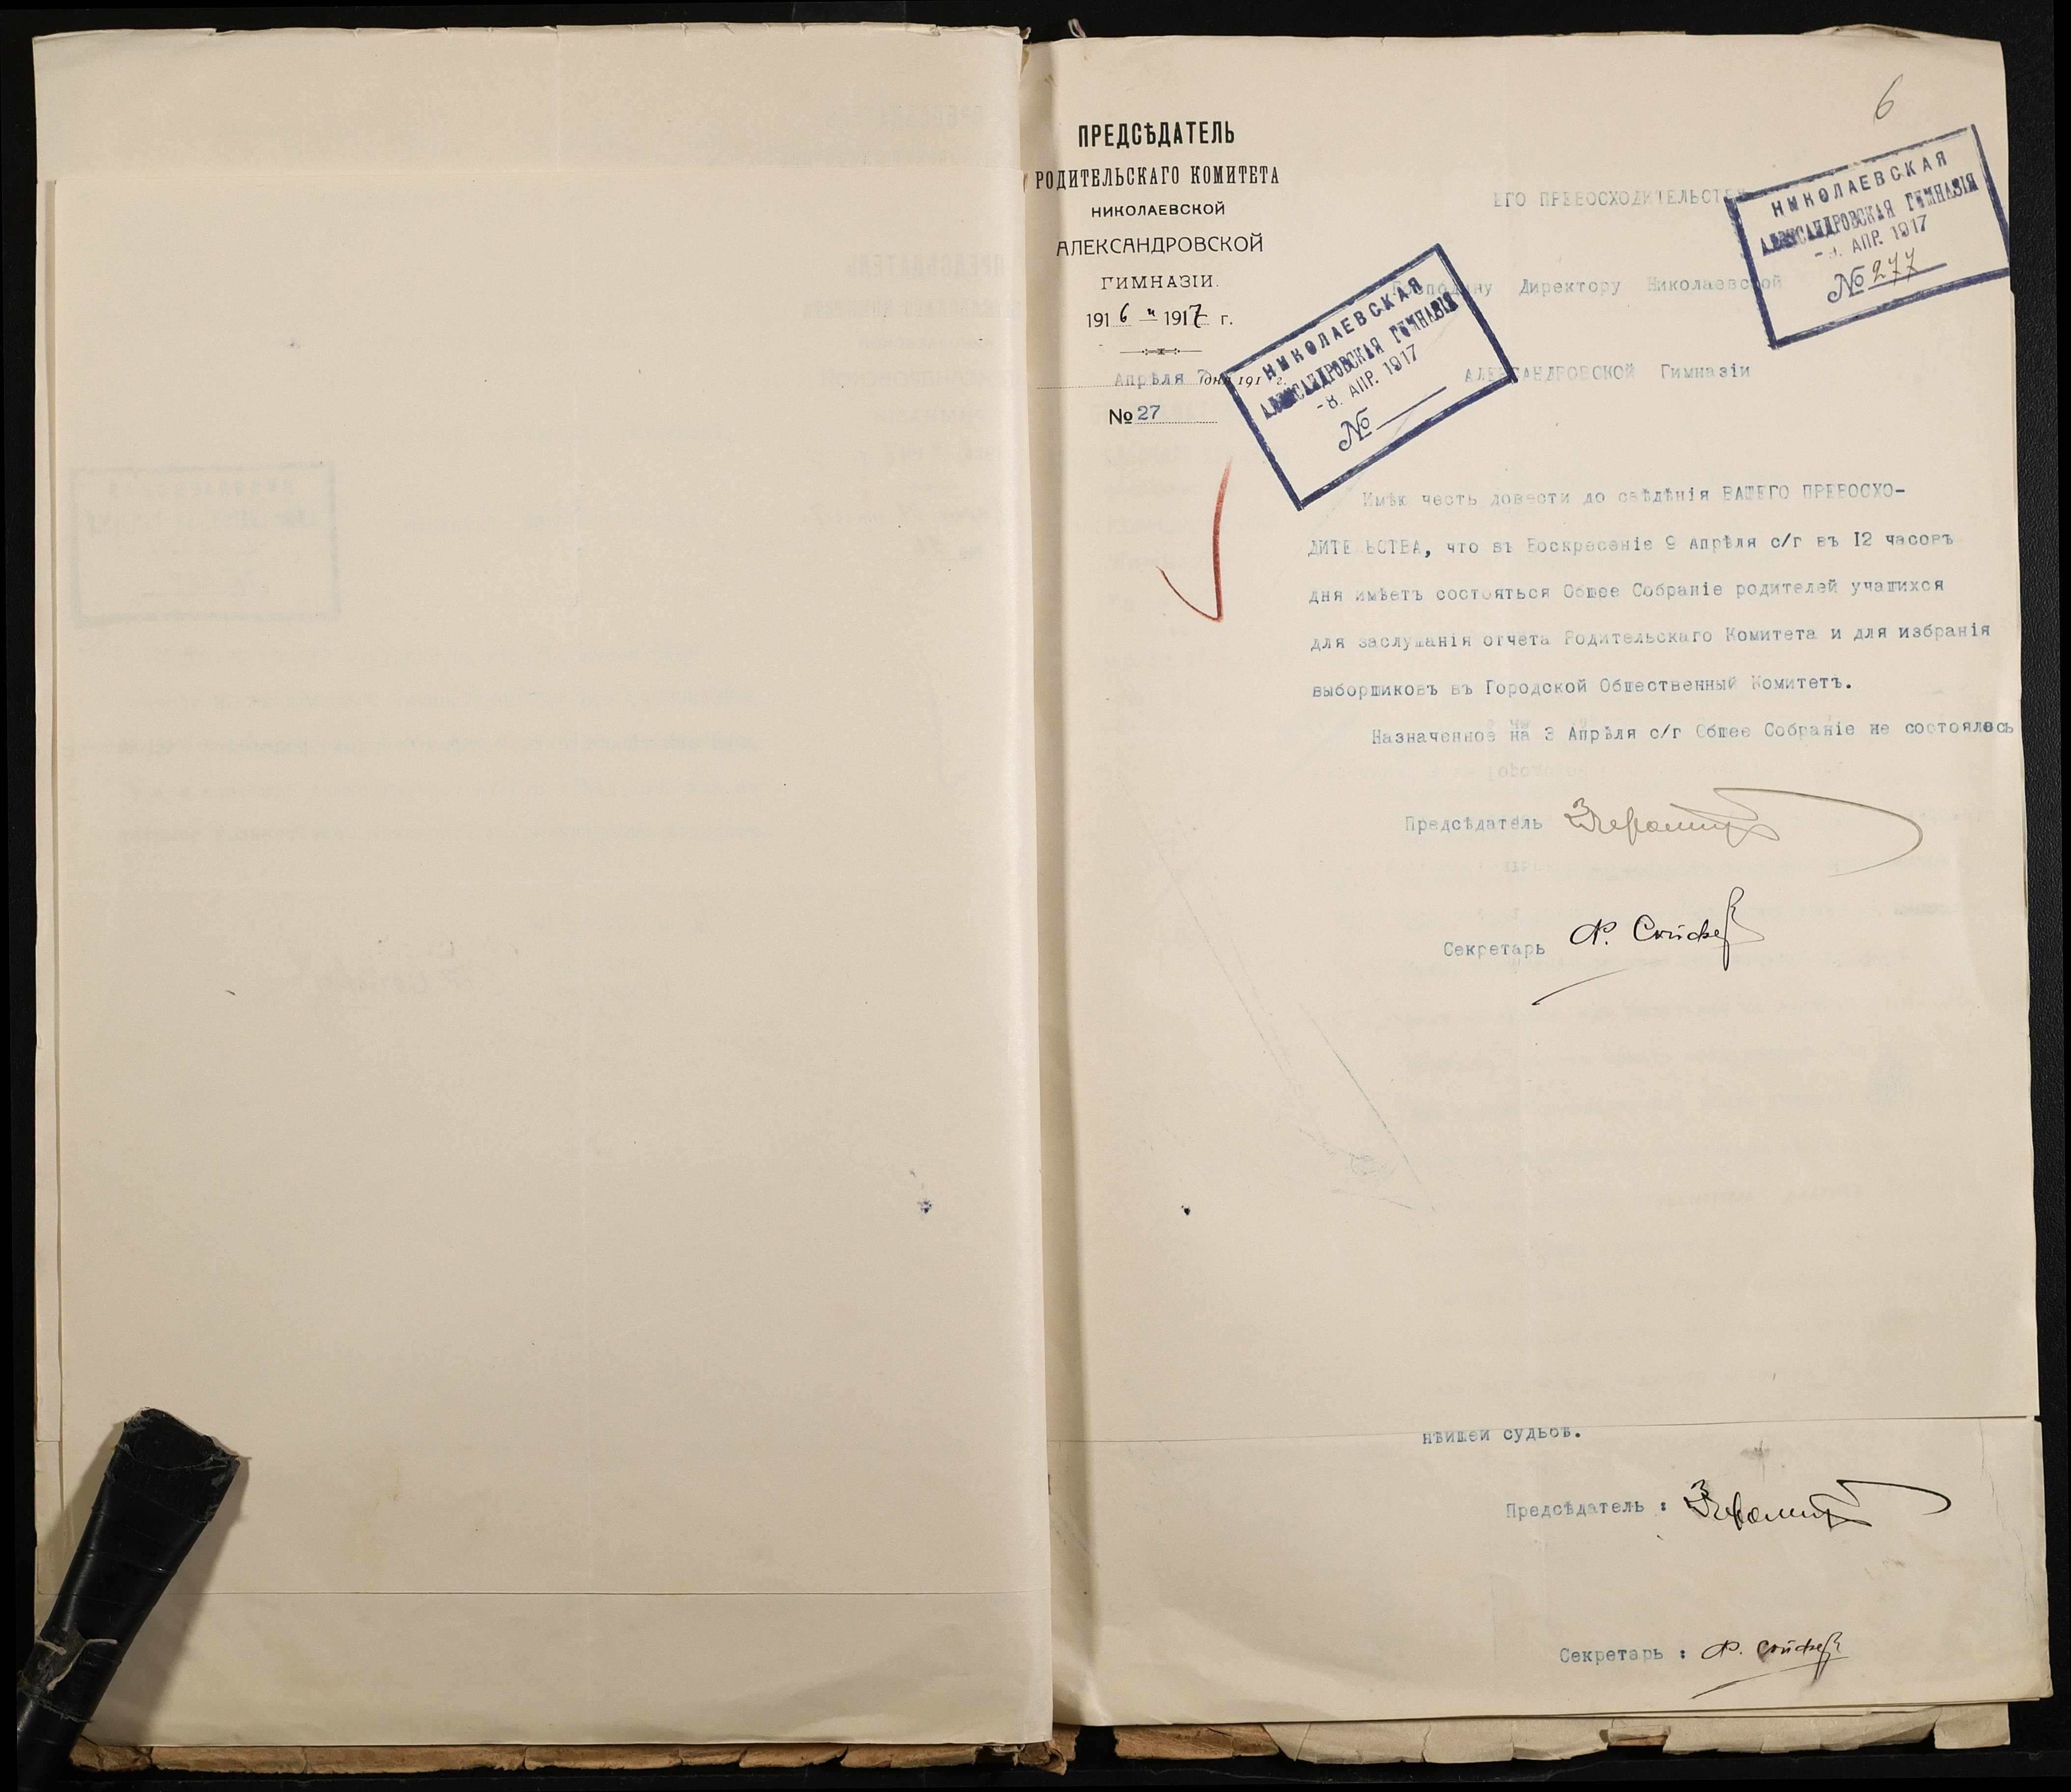 6
ПРЕДСѢДАТЕЛЬ
РОДИТЕЛЬСКАГО КОМИТЕТА
НИКОЛАЕВСКОЙ
АЛЕКСАНДРОВСКОЙ
ГИМНАЗІИ.
1916 и 1917 г.
Апрѣля 7 дня 191 г.
№ 27
НИКОЛАЕВСКАЯ
АЛЕКСАНДРОВСКАЯ ГИМНАЗІЯ
-8. АПР. 1917
№
НИКОЛАЕВСКАЯ
АЛЕКСАНДРОВСКАЯ ГИМНАЗІЯ
АПР. 1917
№ 277
ЕГО ПРЕВОСХОДИТЕЛЬСТВУ
Господину Директору Николаевской
АЛЕКСАНДРОВСКОЙ Гимназіи
Имѣю честь довести до свѣдѣнія ВАШЕГО ПРЕВОСХО-
ДИТЕЛЬСТВА, что въ Воскресеніе 9 Апрѣля с/г въ 12 часовъ
дня имѣетъ состояться Общее Собраніе родителей учащихся
для заслушанія отчета Родительскаго Комитета и для избранія
выборщиковъ въ Городской Общественный Комитетъ.
Назначенное на 3 Апрѣля с/г Общее Собраніе не состоялось
Предсѣдатель
Секретарь
нѣйшей судьбѣ.
Предсѣдатель :
Секретарь :